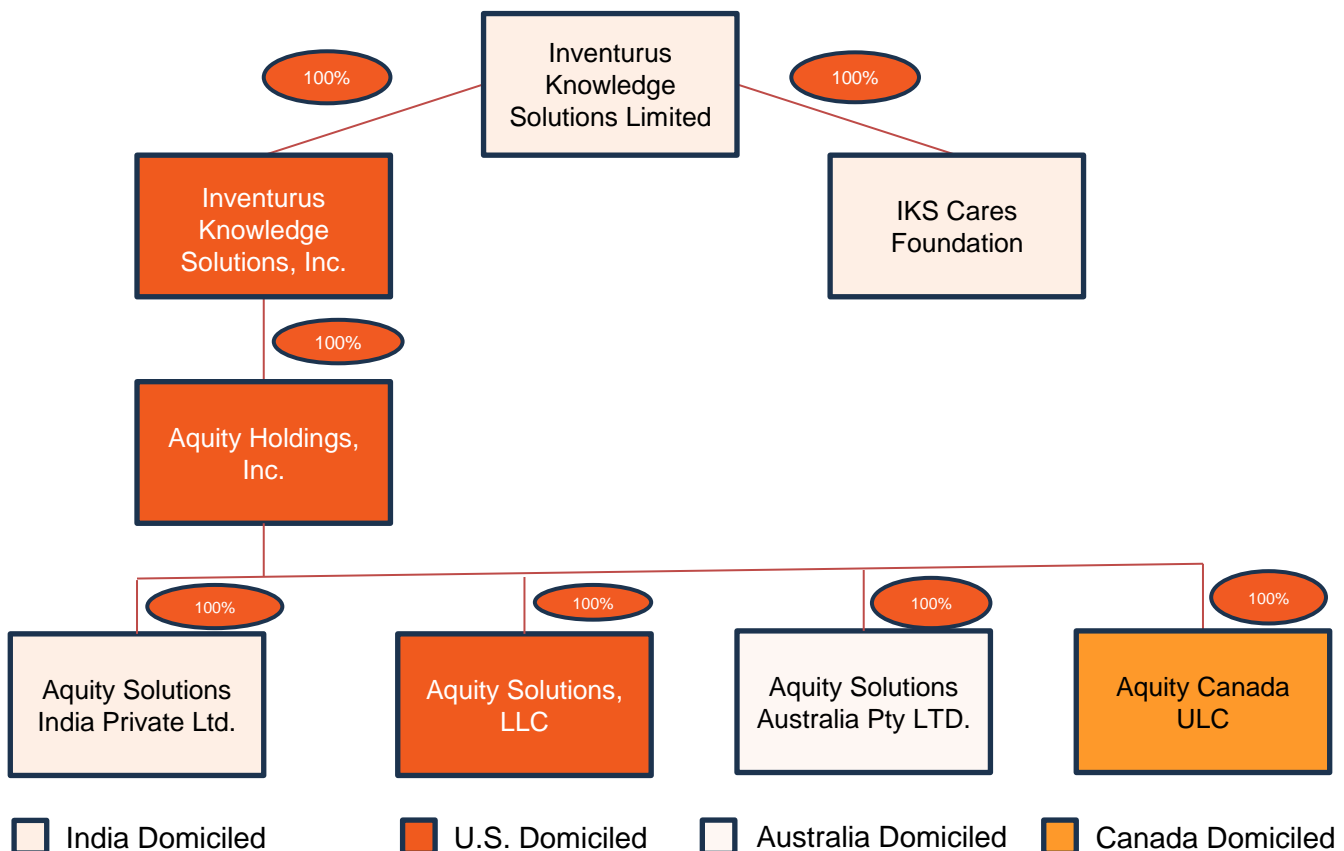 Inventurus
Knowledge
Solutions Limited
100%
100%
Inventurus
Knowledge
Solutions, Inc.
IKS Cares
Foundation
100%
Aquity Holdings,
Inc.
100%
100%
100%
100%
Aquity Solutions
India Private Ltd.
Aquity Solutions,
LLC
Aquity Solutions
Australia Pty LTD.
Aquity Canada
ULC
India Domiciled
U.S. Domiciled
Australia Domiciled
Canada Domiciled